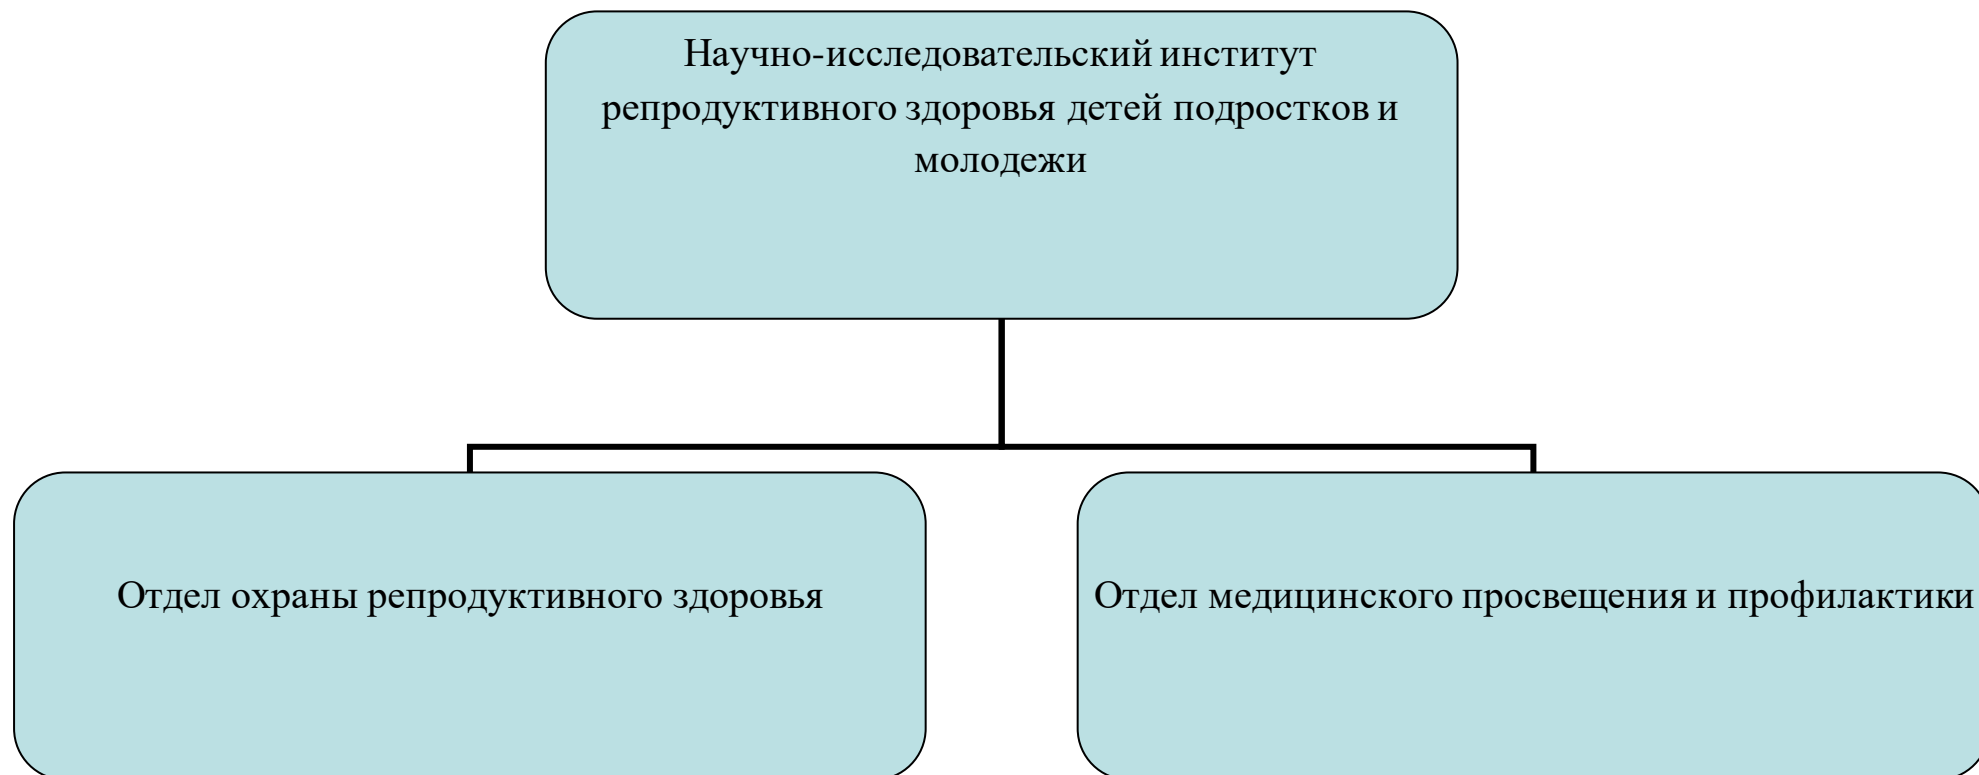 Научно-исследовательский институт
репродуктивного здоровья детей подростков и
молодежи
Отдел охраны репродуктивного здоровья
Отдел медицинского просвещения и профилактики